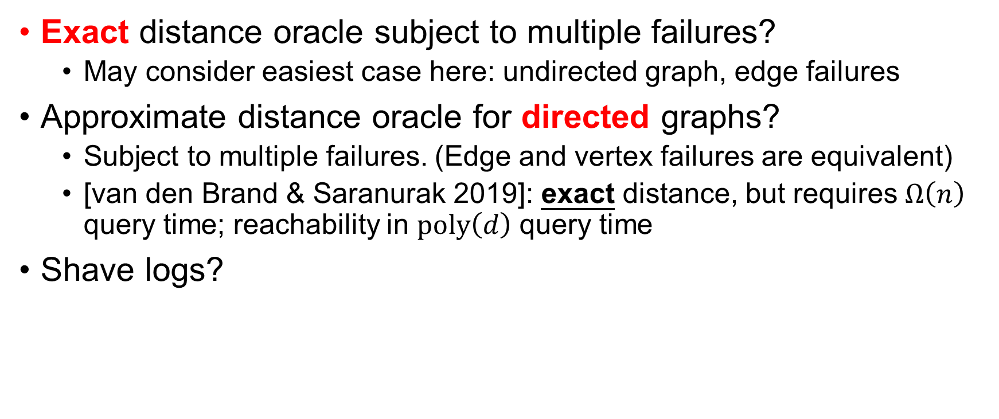 • Exact distance oracle subject to multiple failures?
• May consider easiest case here: undirected graph, edge failures
• Approximate distance oracle for directed graphs?
• Subject to multiple failures. (Edge and vertex failures are equivalent)
• [van den Brand & Saranurak 2019]: exact distance, but requires Ω(𝑛)
query time; reachability in poly(𝑑) query time
• Shave logs?